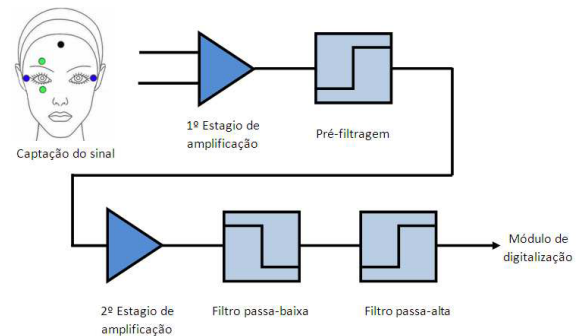 Captação do sinal
1º Estagio de
amplificação
Pré-filtragem
2º Estagio de
amplificação
Filtro passa-baixa
Filtro passa-alta
Módulo de
digitalização